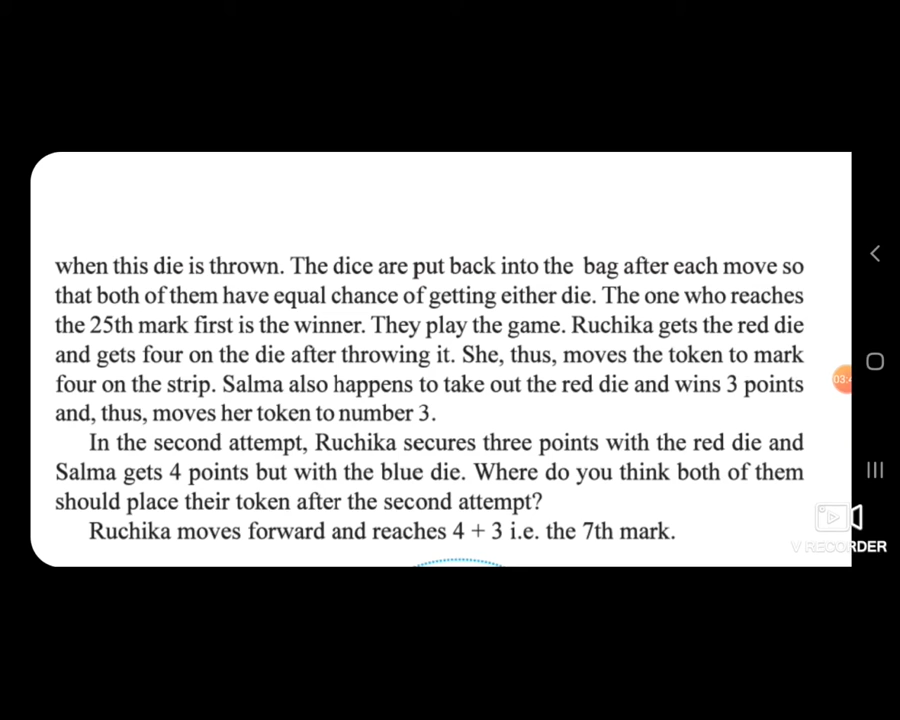 when this die is thrown. The dice are put back into the bag after each move so
that both of them have equal chance of getting either die. The one who reaches
the 25th mark first is the winner. They play the game. Ruchika gets the red die
and gets four on the die after throwing it. She, thus, moves the token to mark
four on the strip. Salma also happens to take out the red die and wins 3 points
and, thus, moves her token to number 3.
In the second attempt, Ruchika secures three points with the red die and
Salma gets 4 points but with the blue die. Where do you think both of them
should place their token after the second attempt?
Ruchika moves forward and reaches 4 + 3 i.e. the 7th mark.
V RECORDER